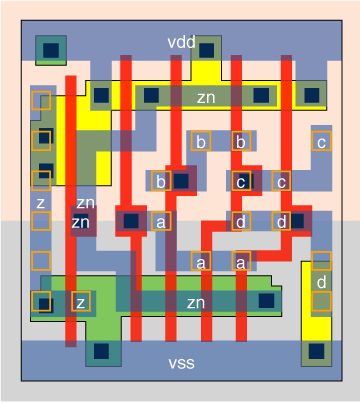 vdd
zn
b b c
b c c
z zn
zn a d d
a a
d
z zn
vss